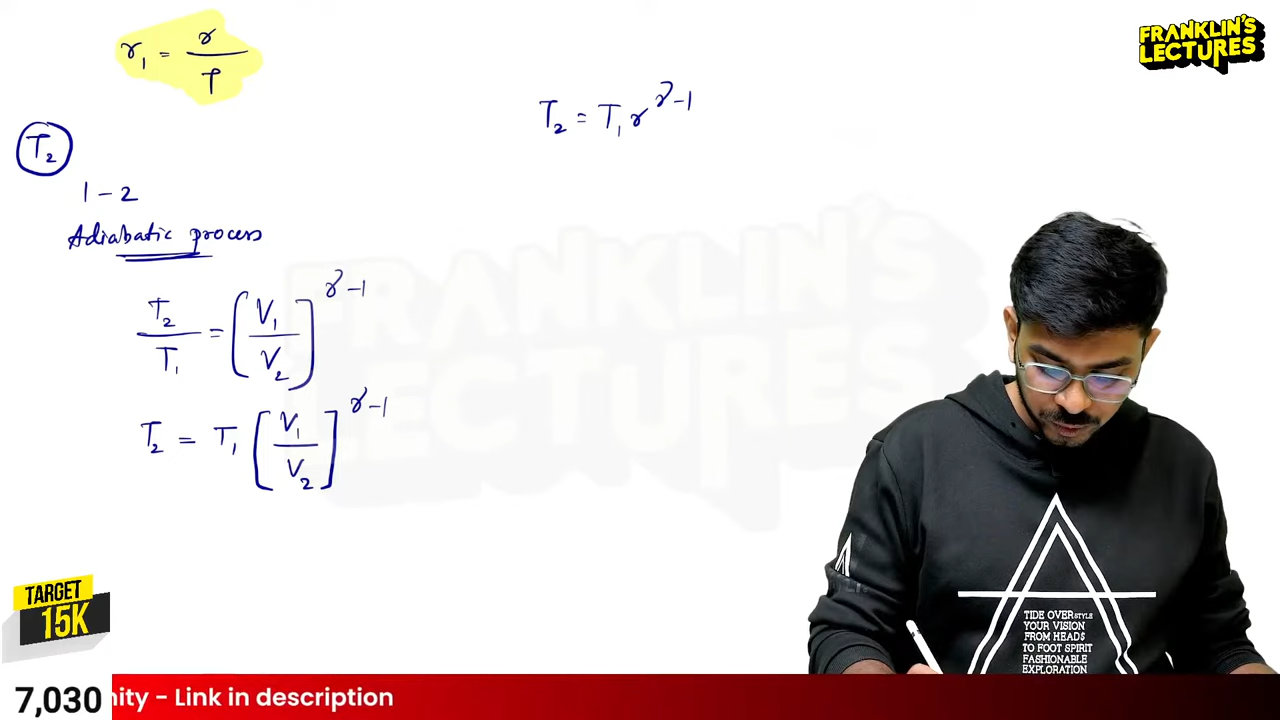 r₁ = r / T
T₂ = T₁ r^(γ-1)
T₂
1 - 2
Adiabatic process
T₂ / T₁ = [V₁ / V₂]^(γ-1)
T₂ = T₁ [V₁ / V₂]^(γ-1)
FRANKLIN'S
LECTURES
FRANKLIN'S
LECTURES
TIDE OVER STYLE
YOUR VISION
FROM HEADS
TO FOOT SPIRIT
FASHIONABLE
EXPLORATION
TARGET
15K
7,030
nity - Link in description